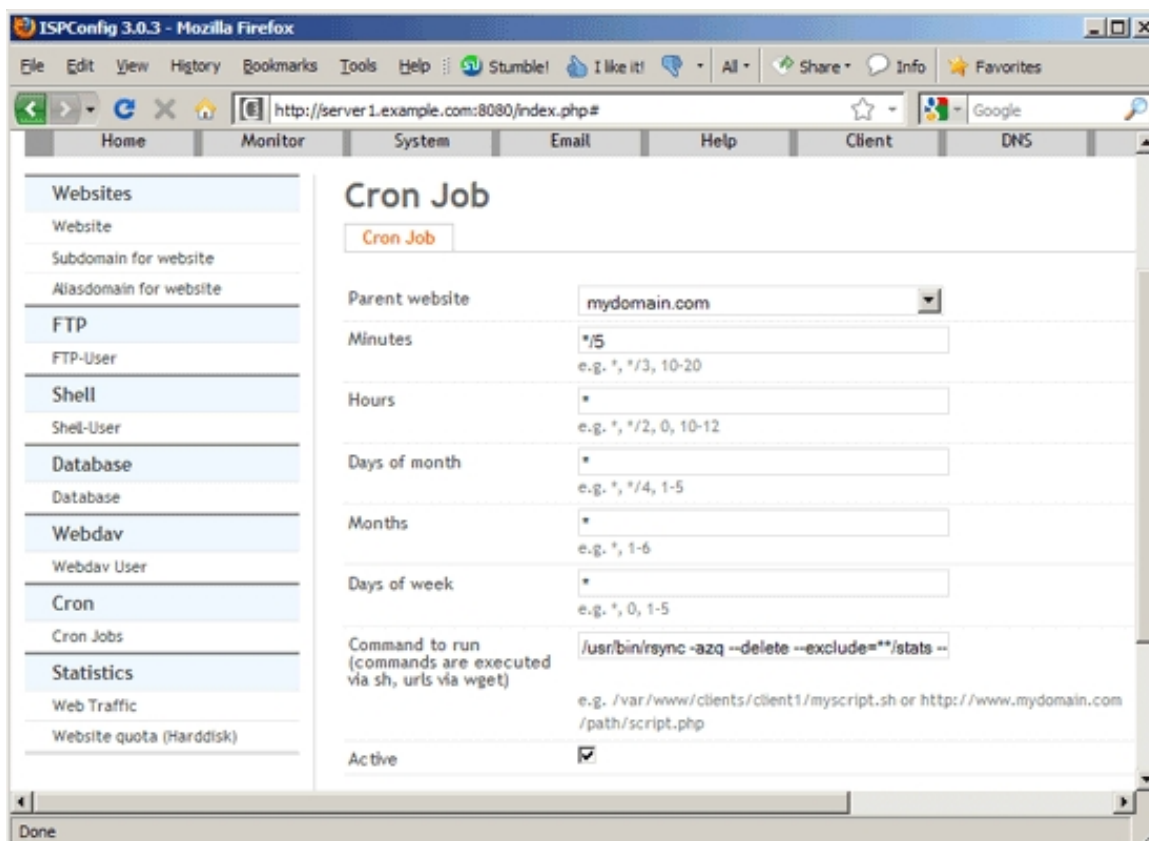 ISPConfig 3.0.3 - Mozilla Firefox
File Edit View History Bookmarks Tools Help Stumble! I like it! All Share Info Favorites
http://server1.example.com:8080/index.php# Google
Home Monitor System Email Help Client DNS
Websites
Website
Subdomain for website
Aliasdomain for website
FTP
FTP-User
Shell
Shell-User
Database
Database
Webdav
Webdav User
Cron
Cron Jobs
Statistics
Web Traffic
Website quota (Harddisk)
Cron Job
Cron Job
Parent website mydomain.com
Minutes */5
e.g. *, */3, 10-20
Hours *
e.g. *, */2, 0, 10-12
Days of month *
e.g. *, */4, 1-5
Months *
e.g. *, 1-6
Days of week *
e.g. *, 0, 1-5
Command to run /usr/bin/rsync -azq --delete --exclude=**/stats --
(commands are executed
via sh, urls via wget)
e.g. /var/www/clients/client1/myscript.sh or http://www.mydomain.com
/path/script.php
Active
Done